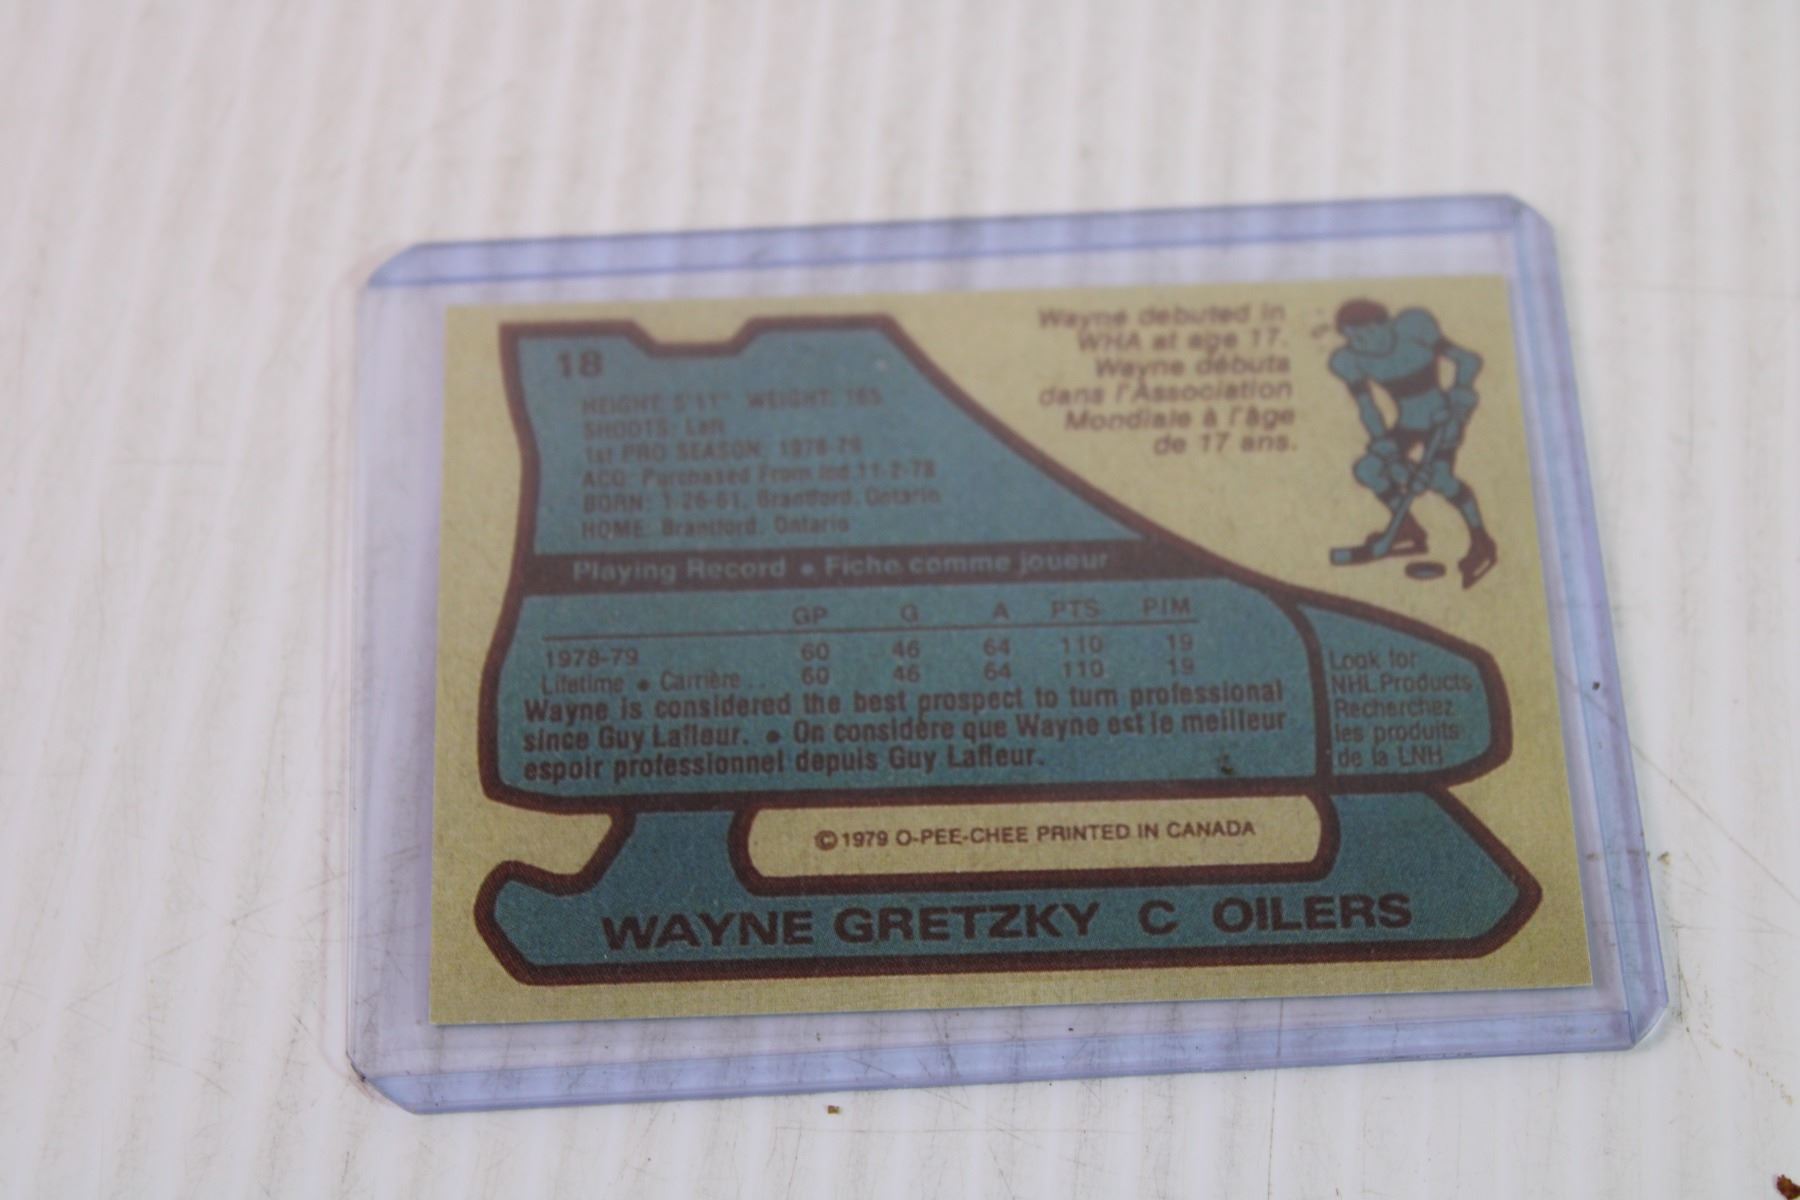 18
HEIGHT: 5'11" WEIGHT: 165
SHOOTS: Left
1st PRO SEASON: 1978-79
ACQ: Purchased From Ind. 11-2-78
BORN: 1-26-61, Brantford, Ontario
HOME: Brantford, Ontario
Wayne debuted in
WHA at age 17.
Wayne débuta
dans l'Association
Mondiale à l'âge
de 17 ans.
Playing Record • Fiche comme joueur
GP G A PTS PIM
1978-79 60 46 64 110 19
Lifetime • Carrière... 60 46 64 110 19
Wayne is considered the best prospect to turn professional
since Guy Lafleur. • On considère que Wayne est le meilleur
espoir professionnel depuis Guy Lafleur.
Look for
NHL Products
Recherchez
les produits
de la LNH
© 1979 O-PEE-CHEE PRINTED IN CANADA
WAYNE GRETZKY C OILERS